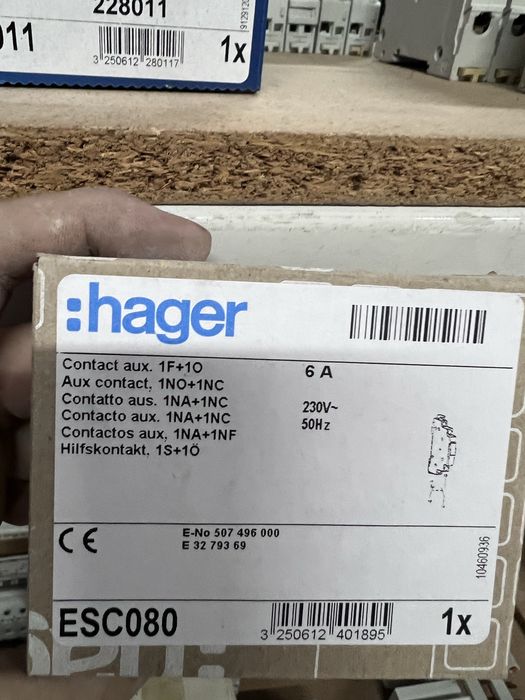 228011
011
3 250612 280117
1x
:hager
Contact aux. 1F+1O
Aux contact, 1NO+1NC
Contatto aus. 1NA+1NC
Contacto aux. 1NA+1NC
Contactos aux, 1NA+1NF
Hilfskontakt, 1S+1Ö
6 A
230V~
50Hz
CE
E-No 507 496 000
E 32 793 69
10460936
ESC080
3 250612 401895
1x